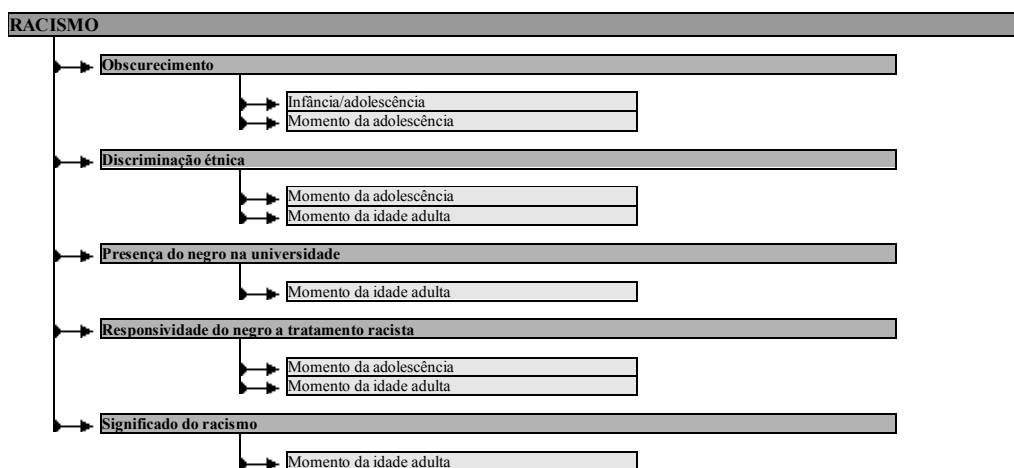 RACISMO
Obscurecimento
Infância/adolescência
Momento da adolescência
Discriminação étnica
Momento da adolescência
Momento da idade adulta
Presença do negro na universidade
Momento da idade adulta
Responsividade do negro a tratamento racista
Momento da adolescência
Momento da idade adulta
Significado do racismo
Momento da idade adulta